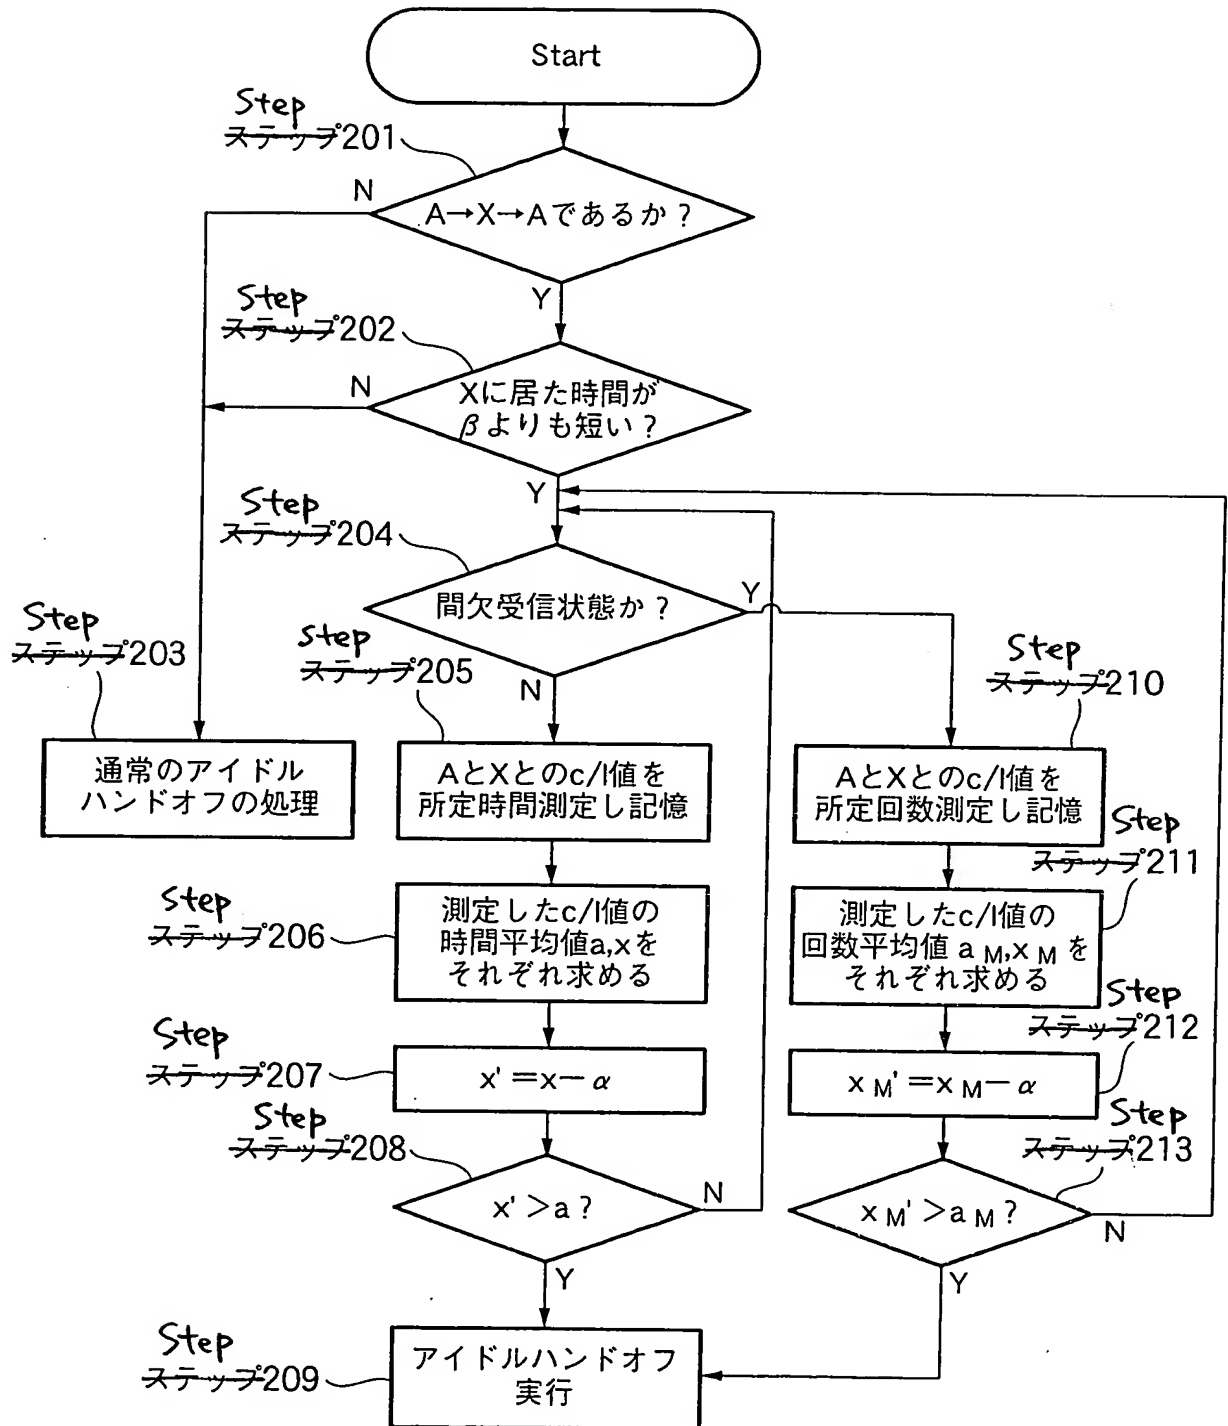 Start
Step
ステップ201
N
A→X→Aであるか？
Y
Step
ステップ202
N
Xに居た時間が
βよりも短い？
Y
Step
ステップ204
間欠受信状態か？
Y
N
Step
ステップ203
通常のアイドル
ハンドオフの処理
Step
ステップ205
AとXとのc/I値を
所定時間測定し記憶
Step
ステップ210
AとXとのc/I値を
所定回数測定し記憶
Step
ステップ206
測定したc/I値の
時間平均値a,xを
それぞれ求める
Step
ステップ211
測定したc/I値の
回数平均値 a M,x M を
それぞれ求める
Step
ステップ207
x' =x− α
Step
ステップ212
x M' =x M− α
Step
ステップ208
x' >a ?
N
Y
Step
ステップ213
x M' >a M ?
N
Y
Step
ステップ209
アイドルハンドオフ
実行